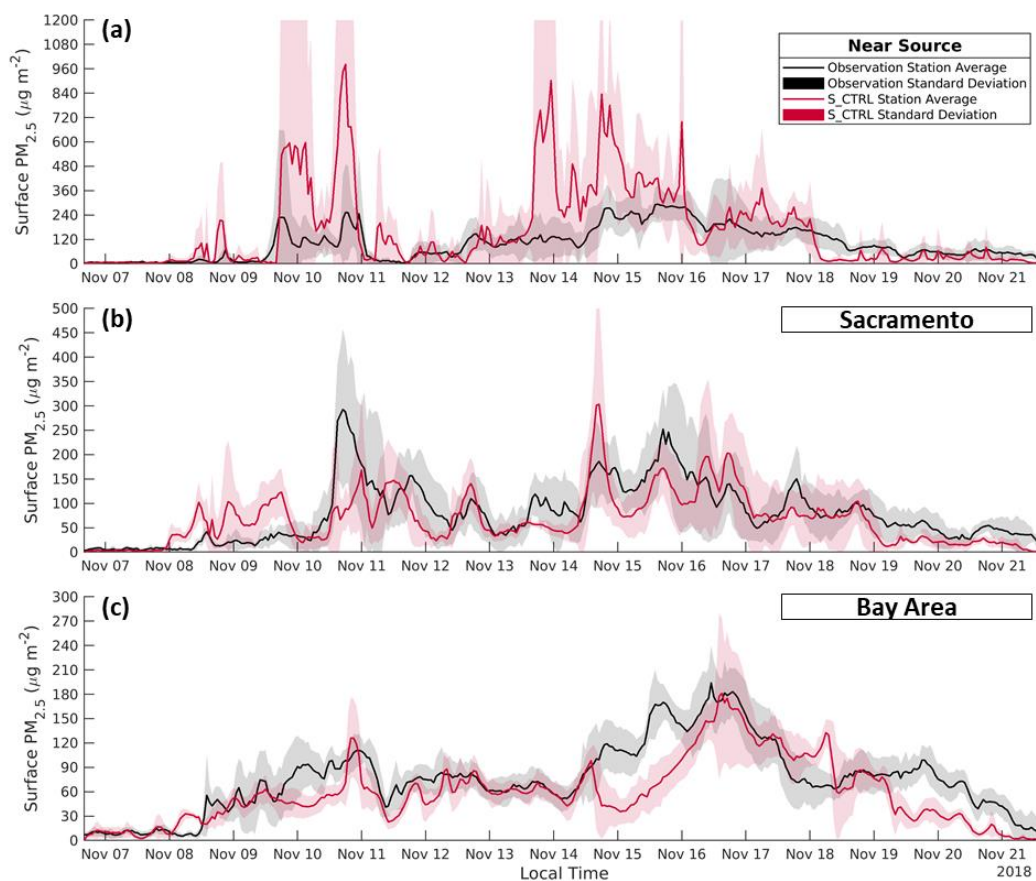 (a)
Surface PM2.5 (μg m-2)
1200
1080
960
840
720
600
480
360
240
120
0
Near Source
Observation Station Average
Observation Standard Deviation
S_CTRL Station Average
S_CTRL Standard Deviation
Nov 07 Nov 08 Nov 09 Nov 10 Nov 11 Nov 12 Nov 13 Nov 14 Nov 15 Nov 16 Nov 17 Nov 18 Nov 19 Nov 20 Nov 21
(b)
Sacramento
Surface PM2.5 (μg m-2)
500
450
400
350
300
250
200
150
100
50
0
Nov 07 Nov 08 Nov 09 Nov 10 Nov 11 Nov 12 Nov 13 Nov 14 Nov 15 Nov 16 Nov 17 Nov 18 Nov 19 Nov 20 Nov 21
(c)
Bay Area
Surface PM2.5 (μg m-2)
300
270
240
210
180
150
120
90
60
30
0
Nov 07 Nov 08 Nov 09 Nov 10 Nov 11 Nov 12 Nov 13 Nov 14 Nov 15 Nov 16 Nov 17 Nov 18 Nov 19 Nov 20 Nov 21
Local Time
2018